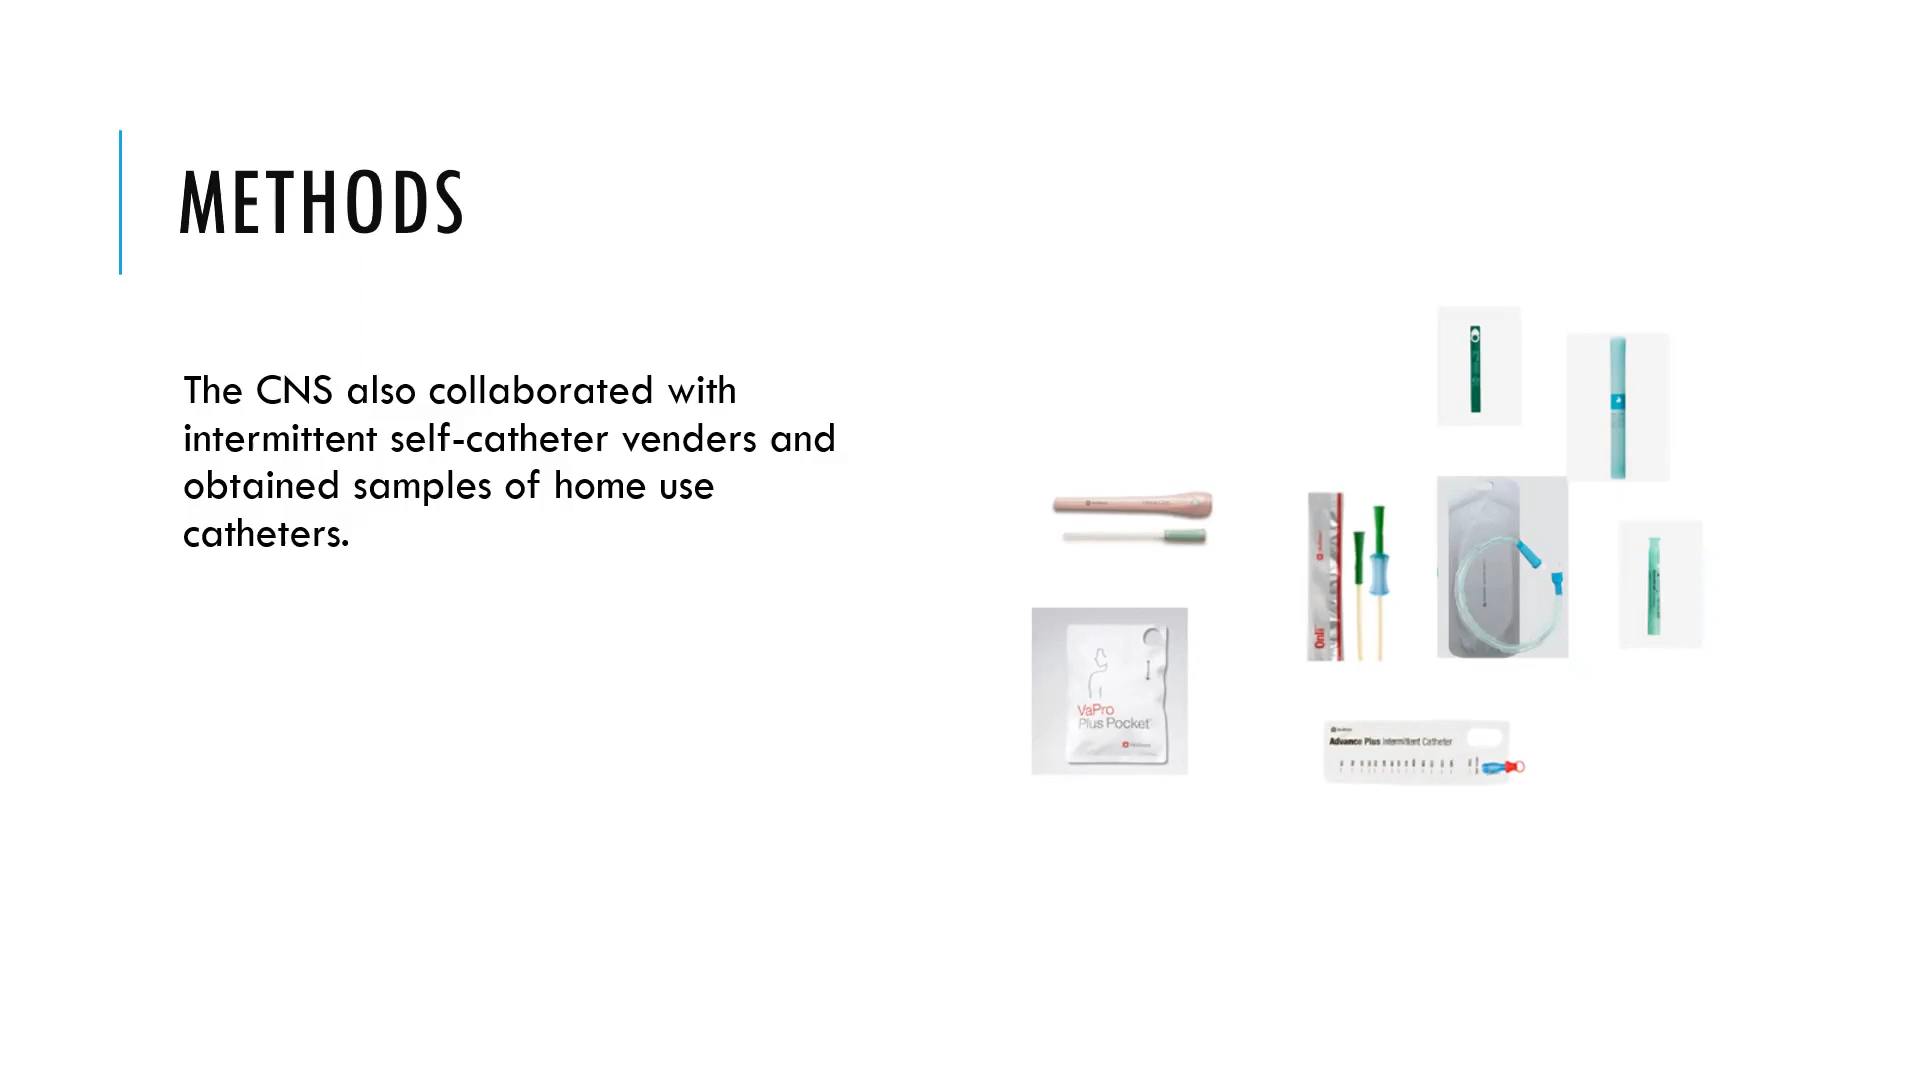 METHODS
The CNS also collaborated with
intermittent self-catheter venders and
obtained samples of home use
catheters.
Onli
VaPro
Plus Pocket
Hollister
Advance Plus Intermittent Catheter